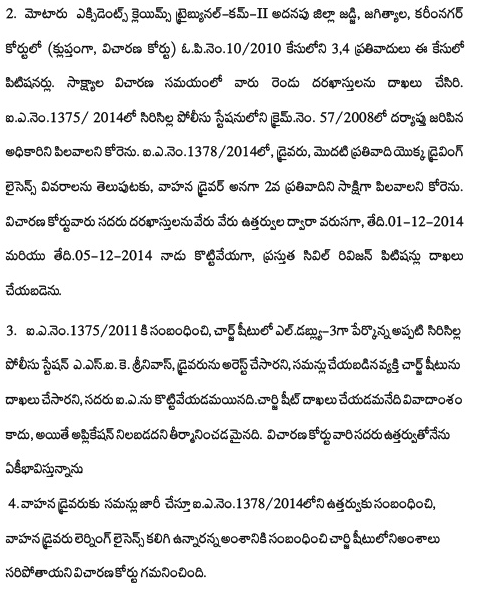 2. మోటారు ఎక్సిడెంట్స్ క్లెయిమ్స్ ట్రైబ్యునల్-కమ్-II అదనపు జిల్లా జడ్జి, జగిత్యాల, కరీంనగర్
కోర్టులో (క్లుప్తంగా, విచారణ కోర్టు) ఓ.పి.నెం.10/2010 కేసులో 3,4 ప్రతివాదులు ఈ కేసులో
పిటిషనర్లు. సాక్ష్యాల విచారణ సమయంలో వారు రెండు దరఖాస్తులను దాఖలు చేసిరి.
ఐ.ఎ.నెం.1375/ 2014లో సిరిసిల్ల పోలీసు స్టేషనులోని క్రైమ్.నెం. 57/2008లో దర్యాప్తు జరిపిన
అధికారిని పిలవాలని కోరెను. ఐ.ఎ.నెం.1378/2014లో, డ్రైవరు, మొదటి ప్రతివాది యొక్క డ్రైవింగ్
లైసెన్స్ వివరాలను తెలుపుటకు, వాహన డ్రైవర్ అనగా 2వ ప్రతివాదిని సాక్షిగా పిలవాలని కోరెను.
విచారణ కోర్టువారు సదరు దరఖాస్తులను వేరు వేరు ఉత్తర్వుల ద్వారా వరుసగా, తేది.01-12-2014
మరియు తేది.05-12-2014 నాడు కొట్టివేయగా, ప్రస్తుత సివిల్ రివిజన్ పిటిషన్లు దాఖలు
చేయబడెను.
3. ఐ.ఎ.నెం.1375/2011 కి సంబంధించి, చార్జ్ షీటులో ఎల్.డబ్ల్యు-3గా పేర్కొన్న అప్పటి సిరిసిల్ల
పోలీసు స్టేషన్ ఎ.ఎస్.ఐ. కె. శ్రీనివాస్, డ్రైవరును అరెస్ట్ చేసారని, సమన్లు చేయబడినవ్యక్తి చార్జ్ షీటును
దాఖలు చేసారని, సదరు ఐ.ఎ.ను కొట్టివేయడమయినది.చార్జి షీట్ దాఖలు చేయడమనేది వివాదాంశం
కాదు, అయితే అప్లికేషన్ నిలబడదని తీర్మానించడమైనది. విచారణ కోర్టు వారి సదరు ఉత్తర్వుతోనేను
ఏకీభావిస్తున్నాను
4. వాహన డ్రైవరుకు సమన్లు జారీ చేస్తూ ఐ.ఎ.నెం.1378/2014లోని ఉత్తర్వుకు సంబంధించి,
వాహన డ్రైవరు లెర్నింగ్ లైసెన్స్ కలిగి ఉన్నారన్న అంశానికి సంబంధించి చార్జి షీటులోని అంశాలు
సరిపోతాయని విచారణ కోర్టు గమనించింది.